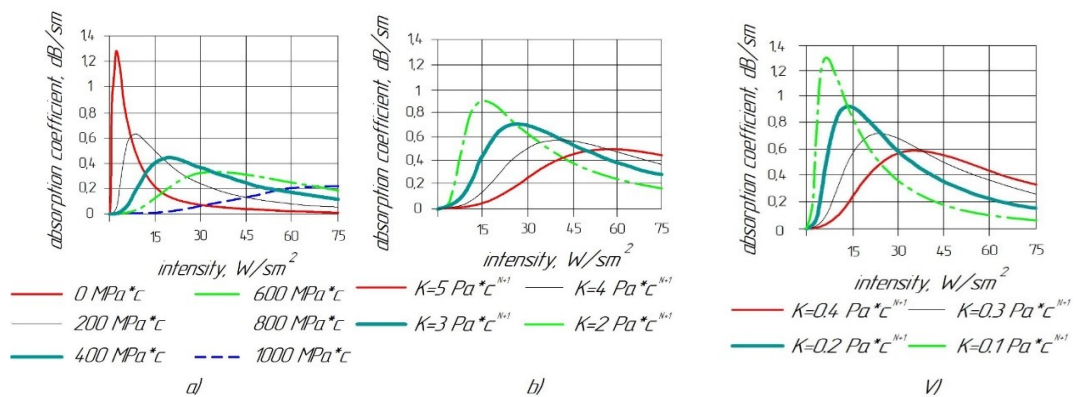 absorption coefficient, dB/sm
1,4
1,2
1
0,8
0,6
0,4
0,2
0
15 30 45 60 75
intensity, W/sm²
0 MPa*c 600 MPa*c
200 MPa*c 800 MPa*c
400 MPa*c 1000 MPa*c
a)
absorption coefficient, dB/sm
1,4
1,2
1
0,8
0,6
0,4
0,2
0
15 30 45 60 75
intensity, W/sm²
K=5 Pa*c^N+1 K=4 Pa*c^N+1
K=3 Pa*c^N+1 K=2 Pa*c^N+1
b)
absorption coefficient, dB/sm
1,4
1,2
1
0,8
0,6
0,4
0,2
0
15 30 45 60 75
intensity, W/sm²
K=0.4 Pa*c^N+1 K=0.3 Pa*c^N+1
K=0.2 Pa*c^N+1 K=0.1 Pa*c^N+1
V)